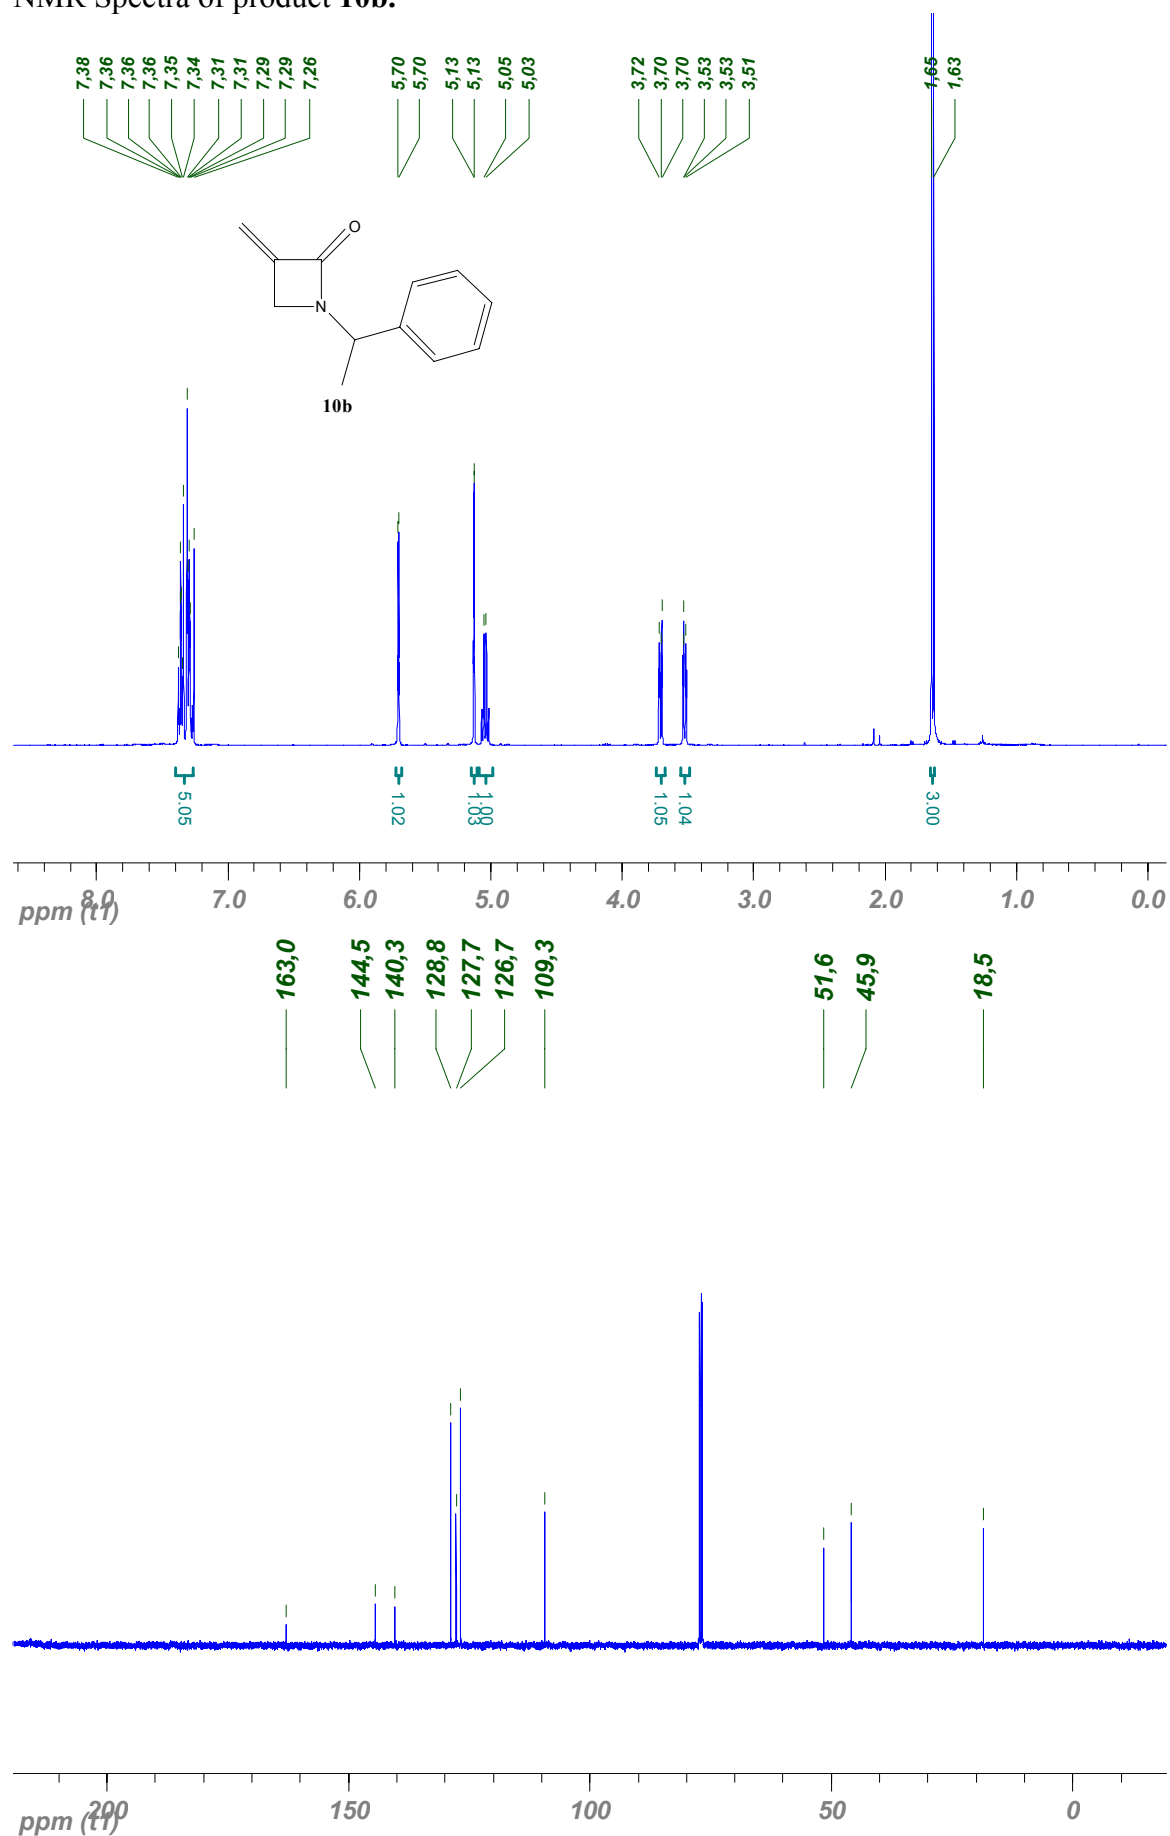 NMR Spectra of product 10b:
7,38 7,36 7,36 7,36 7,35 7,34 7,31 7,31 7,29 7,29 7,26 5,70 5,70 5,13 5,13 5,05 5,03 3,72 3,70 3,70 3,53 3,53 3,51 1,65 1,63
O
N
10b
5.05 1.02 1.03 1.00 1.05 1.04 3.00
8.0 7.0 6.0 5.0 4.0 3.0 2.0 1.0 0.0
ppm (t1)
163,0 144,5 140,3 128,8 127,7 126,7 109,3 51,6 45,9 18,5
200 150 100 50 0
ppm (t1)